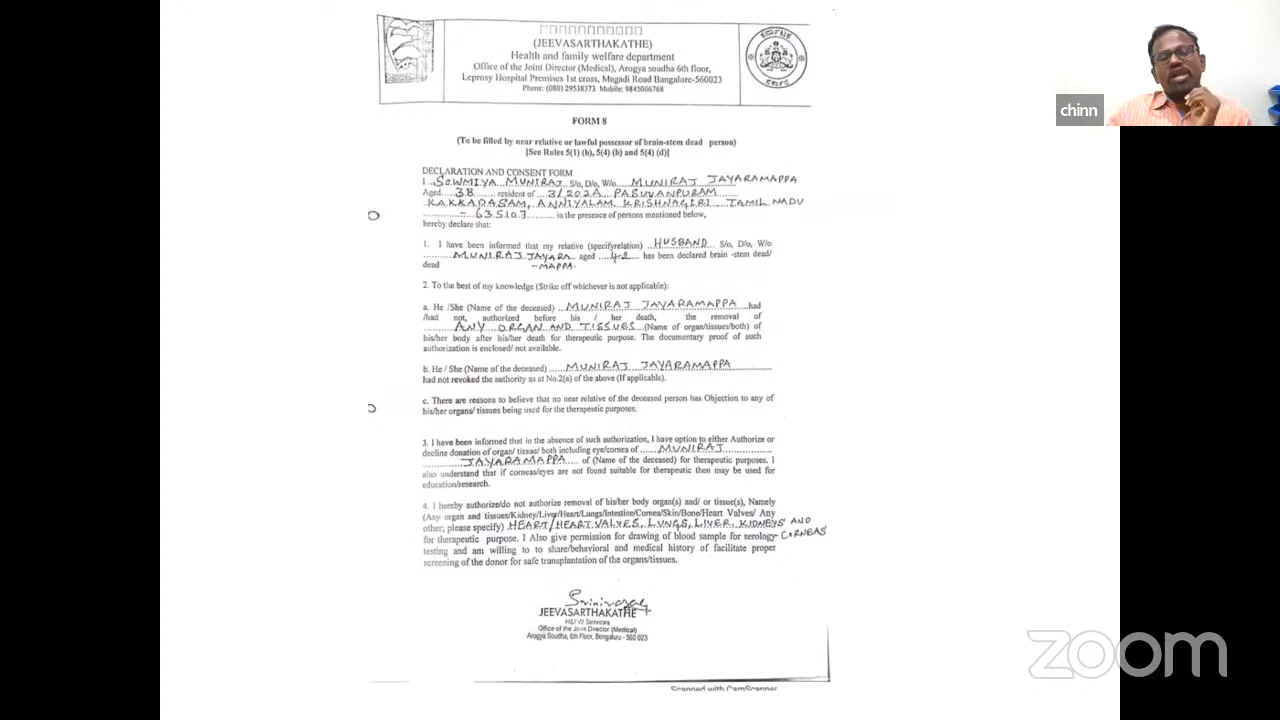 (JEEVASARTHAKATHE)
Health and family welfare department
Office of the Joint Director (Medical), Arogya soudha 6th floor,
Leprosy Hospital Premises 1st cross, Magadi Road Bangalore-560023
Phone: (080) 29538373 Mobile: 9845006768
chinn
FORM 8
(To be filled by near relative or lawful possessor of brain-stem dead person)
[See Rules 5(1) (b), 5(4) (b) and 5(4) (d)]
DECLARATION AND CONSENT FORM
I SOWMIYA MUNIRAJ S/o, D/o, W/o MUNIRAJ JAYARAMAPPA
Aged 38 resident of 3/202A PABUVANPURAM
KAKKADASAM, ANNIYALAM, KRISHNAGIRI, TAMIL NADU
- 635103 in the presence of persons mentioned below,
hereby declare that:
1. I have been informed that my relative (specifyrelation) HUSBAND S/o, D/o, W/o
MUNIRAJ JAYARA aged 42 has been declared brain -stem dead/
dead -MAPPA.
2. To the best of my knowledge (Strike off whichever is not applicable):
a. He /She (Name of the deceased) MUNIRAJ JAYARAMAPPA had
/had not, authorized before his / her death, the removal of
ANY ORGAN AND TISSUES (Name of organ/tissues/both) of
his/her body after his/her death for therapeutic purpose. The documentary proof of such
authorization is enclosed/ not available.
b. He / She (Name of the deceased) MUNIRAJ JAYARAMAPPA
had not revoked the authority as at No.2(a) of the above (If applicable).
c. There are reasons to believe that no near relative of the deceased person has Objection to any of
his/her organs/ tissues being used for the therapeutic purposes.
3. I have been informed that in the absence of such authorization, I have option to either Authorize or
decline donation of organ/ tissue/ both including eye/cornea of MUNIRAJ
JAYARAMAPPA of (Name of the deceased) for therapeutic purposes. I
also understand that if corneas/eyes are not found suitable for therapeutic then may be used for
education/research.
4. I hereby authorize/do not authorize removal of his/her body organ(s) and/ or tissue(s), Namely
(Any organ and tissues/Kidney/Liver/Heart/Lungs/Intestine/Cornea/Skin/Bone/Heart Valves/ Any
other; please specify) HEART/HEART VALVES, LUNGS, LIVER, KIDNEYS AND
for therapeutic purpose. I Also give permission for drawing of blood sample for serology CORNEAS
testing and am willing to to share/behavioral and medical history of facilitate proper
screening of the donor for safe transplantation of the organs/tissues.
JEEVASARTHAKATHE
H&FW Services
Office of the Joint Director (Medical)
Arogya Soudha, 6th Floor, Bengaluru - 560 023
Scanned with CamScanner
zoom